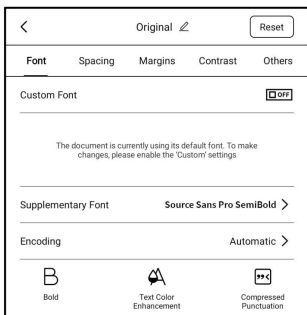 Original
Reset
Font Spacing Margins Contrast Others
Custom Font OFF
The document is currently using its default font. To make
changes, please enable the 'Custom' settings
Supplementary Font Source Sans Pro SemiBold
Encoding Automatic
Bold Text Color Compressed
Enhancement Punctuation